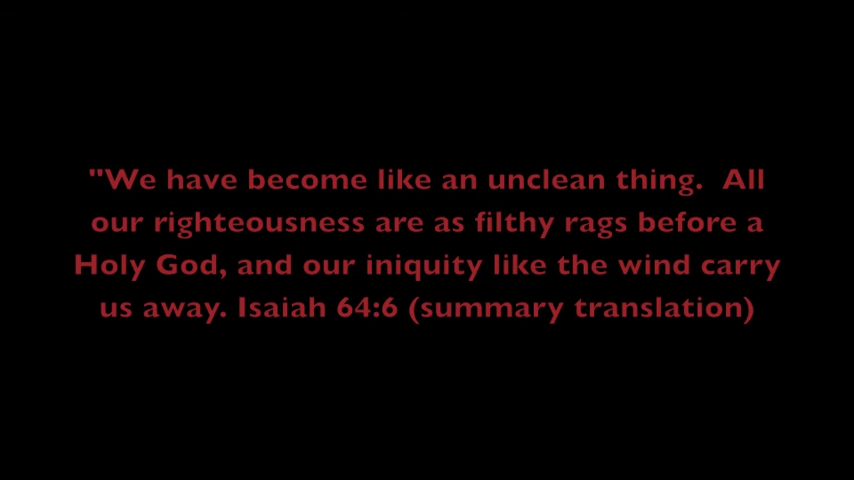 "We have become like an unclean thing.  All
our righteousness are as filthy rags before a
Holy God, and our iniquity like the wind carry
us away. Isaiah 64:6 (summary translation)